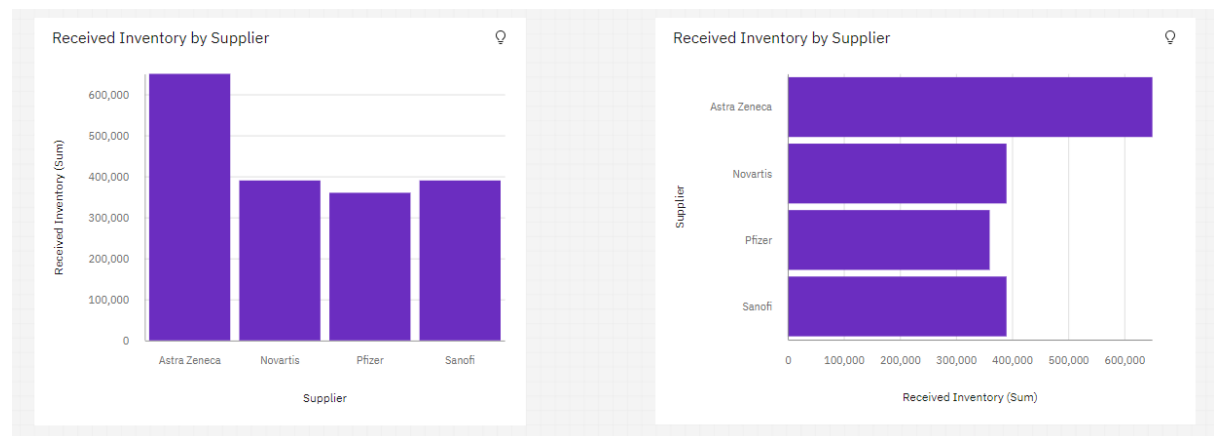 Received Inventory by Supplier
600,000
500,000
400,000
300,000
200,000
100,000
0
Received Inventory (Sum)
Astra Zeneca Novartis Pfizer Sanofi
Supplier
Received Inventory by Supplier
Astra Zeneca
Novartis
Pfizer
Sanofi
Supplier
0 100,000 200,000 300,000 400,000 500,000 600,000
Received Inventory (Sum)